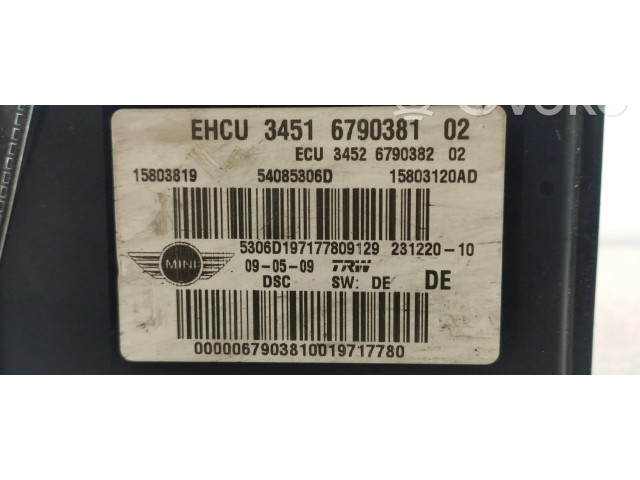 EHCU 3451 6790381 02
ECU 3452 6790382 02
15803819 54085306D 15803120AD
5306D197177809129 231220-10
MINI 09-05-09 TRW
DSC SW: DE DE
0000067903810019717780